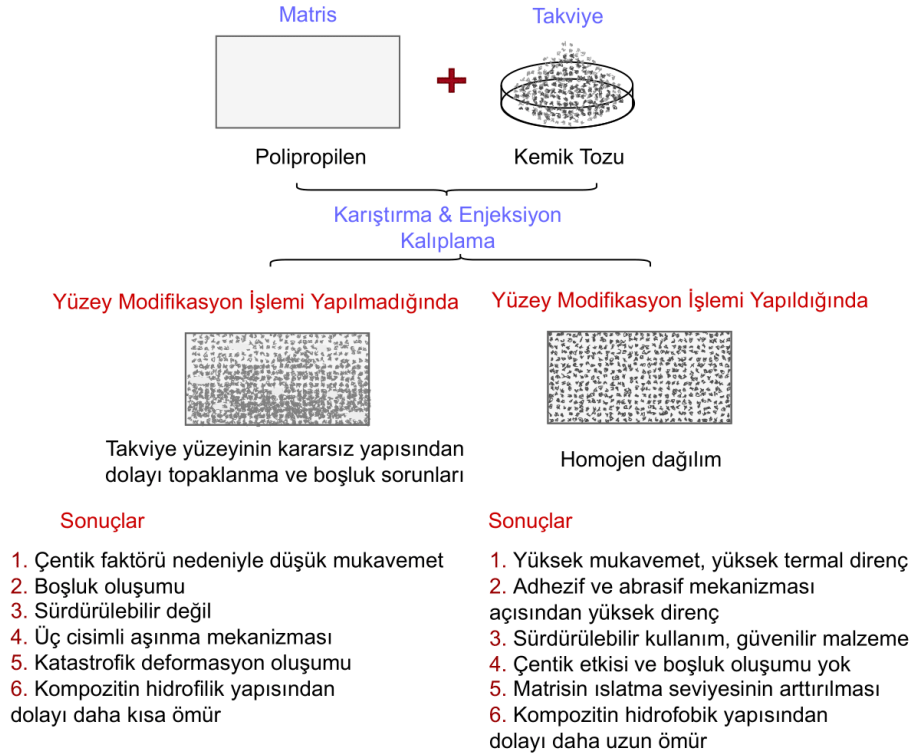 Matris
Takviye
Polipropilen
Kemik Tozu
Karıştırma & Enjeksiyon
Kalıplama
Yüzey Modifikasyon İşlemi Yapılmadığında
Yüzey Modifikasyon İşlemi Yapıldığında
Takviye yüzeyinin kararsız yapısından
dolayı topaklanma ve boşluk sorunları
Homojen dağılım
Sonuçlar
1. Çentik faktörü nedeniyle düşük mukavemet
2. Boşluk oluşumu
3. Sürdürülebilir değil
4. Üç cisimli aşınma mekanizması
5. Katastrofik deformasyon oluşumu
6. Kompozitin hidrofilik yapısından
dolayı daha kısa ömür
Sonuçlar
1. Yüksek mukavemet, yüksek termal direnç
2. Adhezif ve abrasif mekanizması
açısından yüksek direnç
3. Sürdürülebilir kullanım, güvenilir malzeme
4. Çentik etkisi ve boşluk oluşumu yok
5. Matrisin ıslatma seviyesinin arttırılması
6. Kompozitin hidrofobik yapısından
dolayı daha uzun ömür